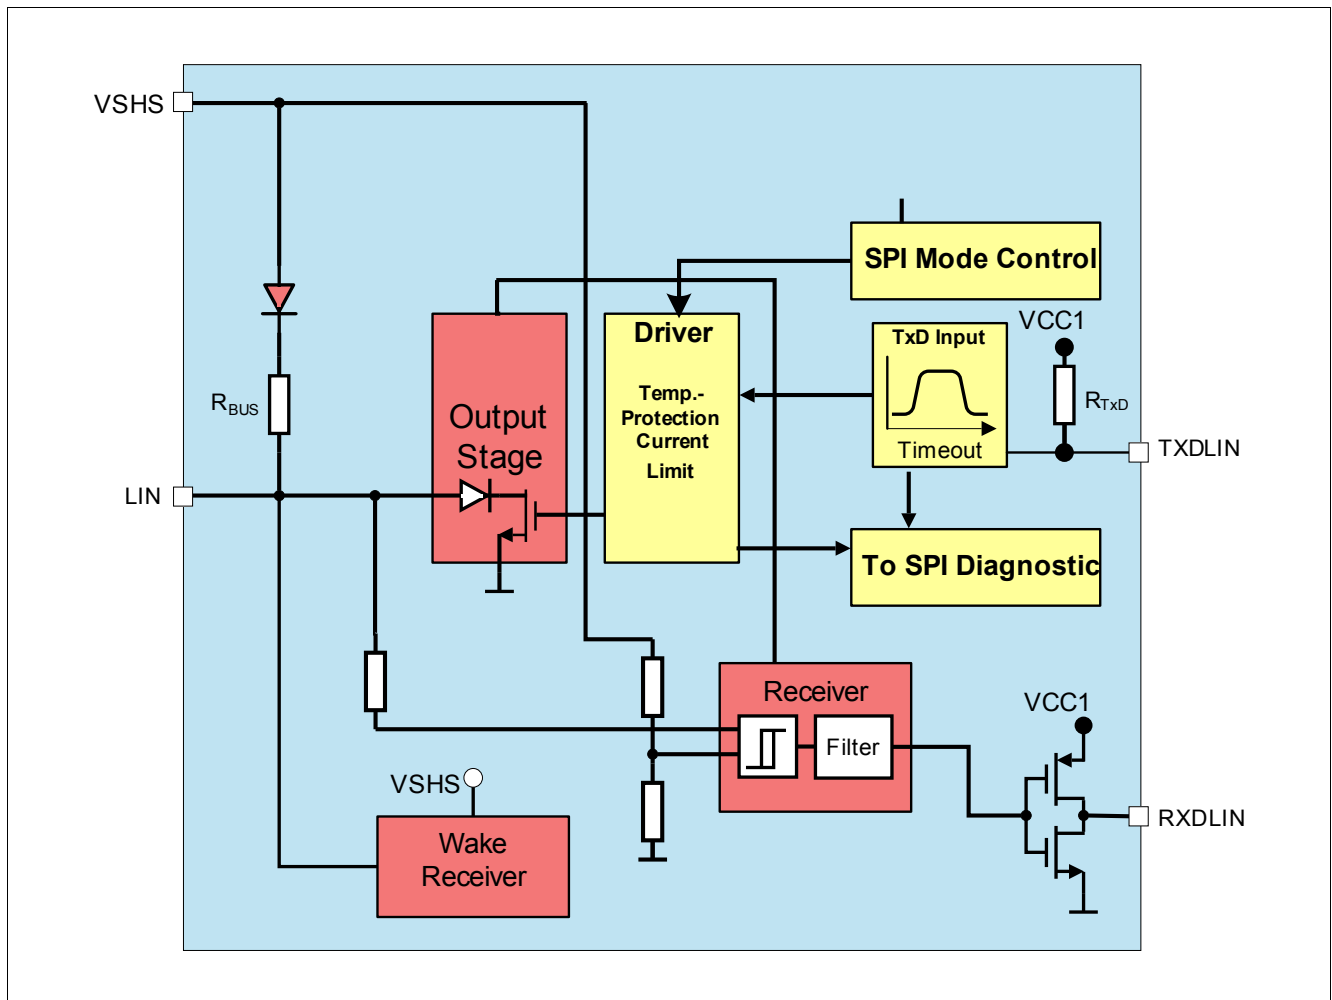 VSHS
SPI Mode Control
VCC1
Driver
TxD Input
Temp.-
Protection
Current
Limit
RBUS
Output
Stage
RTxD
Timeout
TXDLIN
LIN
To SPI Diagnostic
Receiver
VCC1
Filter
VSHS
RXDLIN
Wake
Receiver